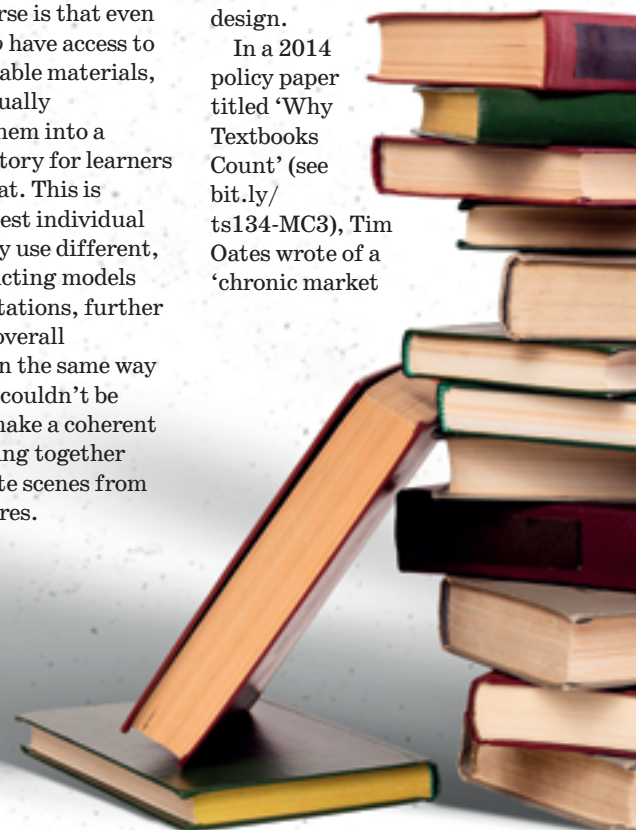 rse is that even
have access to
able materials,
ually
hem into a
tory for learners
at. This is
est individual
y use different,
cting models
tations, further
overall
n the same way
couldn't be
make a coherent
ing together
te scenes from
res.
design.
In a 2014
policy paper
titled ‘Why
Textbooks
Count’ (see
bit.ly/
ts134-MC3), Tim
Oates wrote of a
‘chronic market